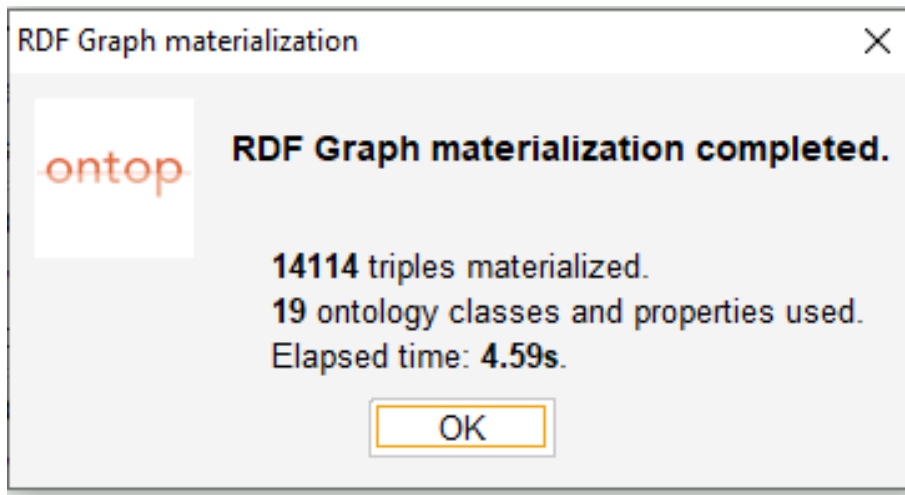 RDF Graph materialization
ontop
RDF Graph materialization completed.
14114 triples materialized.
19 ontology classes and properties used.
Elapsed time: 4.59s.
OK